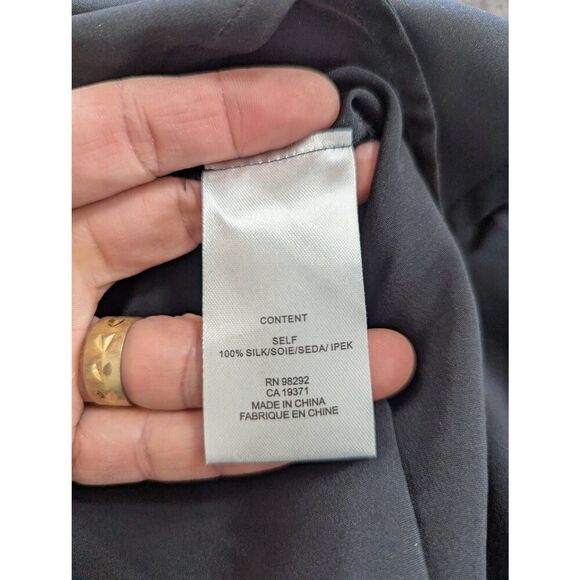 CONTENT
SELF
100% SILK/SOIE/SEDA/ IPEK
RN 98292
CA 19371
MADE IN CHINA
FABRIQUE EN CHINE